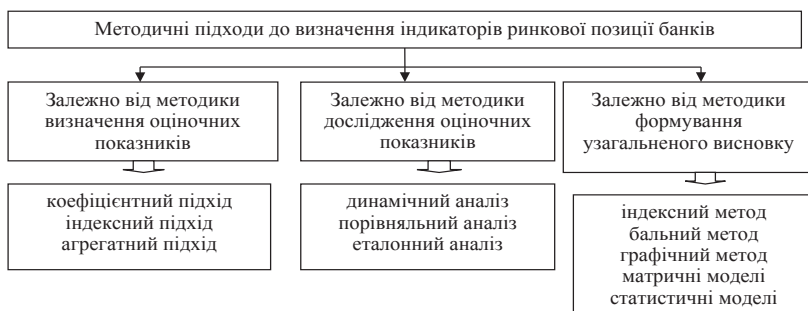 Методичні підходи до визначення індикаторів ринкової позиції банків
Залежно від методики
визначення оціночних
показників
Залежно від методики
дослідження оціночних
показників
Залежно від методики
формування
узагальненого висновку
коефіцієнтний підхід
індексний підхід
агрегатний підхід
динамічний аналіз
порівняльний аналіз
еталонний аналіз
індексний метод
бальний метод
графічний метод
матричні моделі
статистичні моделі